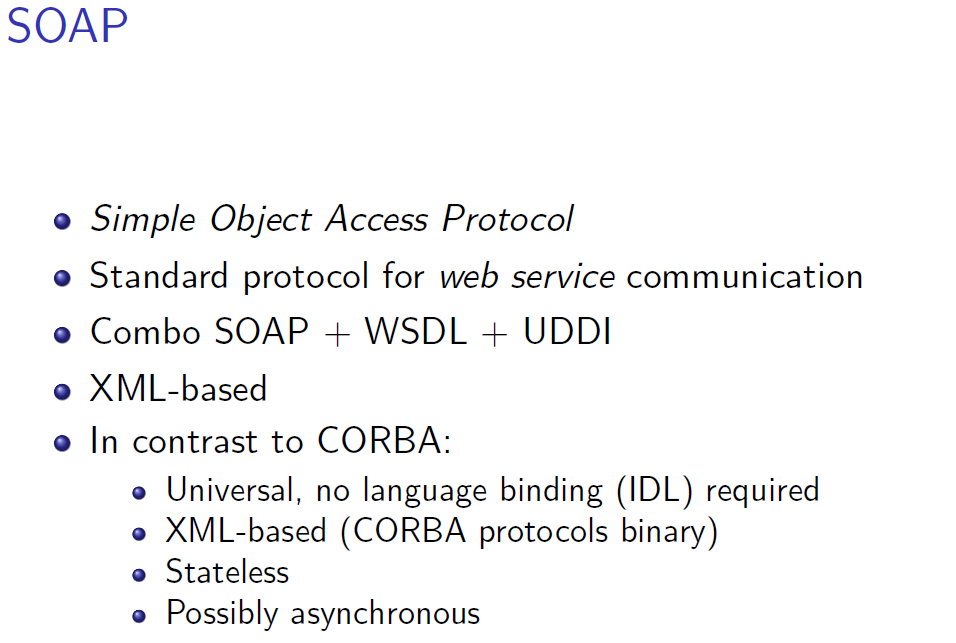 SOAP
Simple Object Access Protocol
Standard protocol for web service communication
Combo SOAP + WSDL + UDDI
XML-based
In contrast to CORBA:
Universal, no language binding (IDL) required
XML-based (CORBA protocols binary)
Stateless
Possibly asynchronous